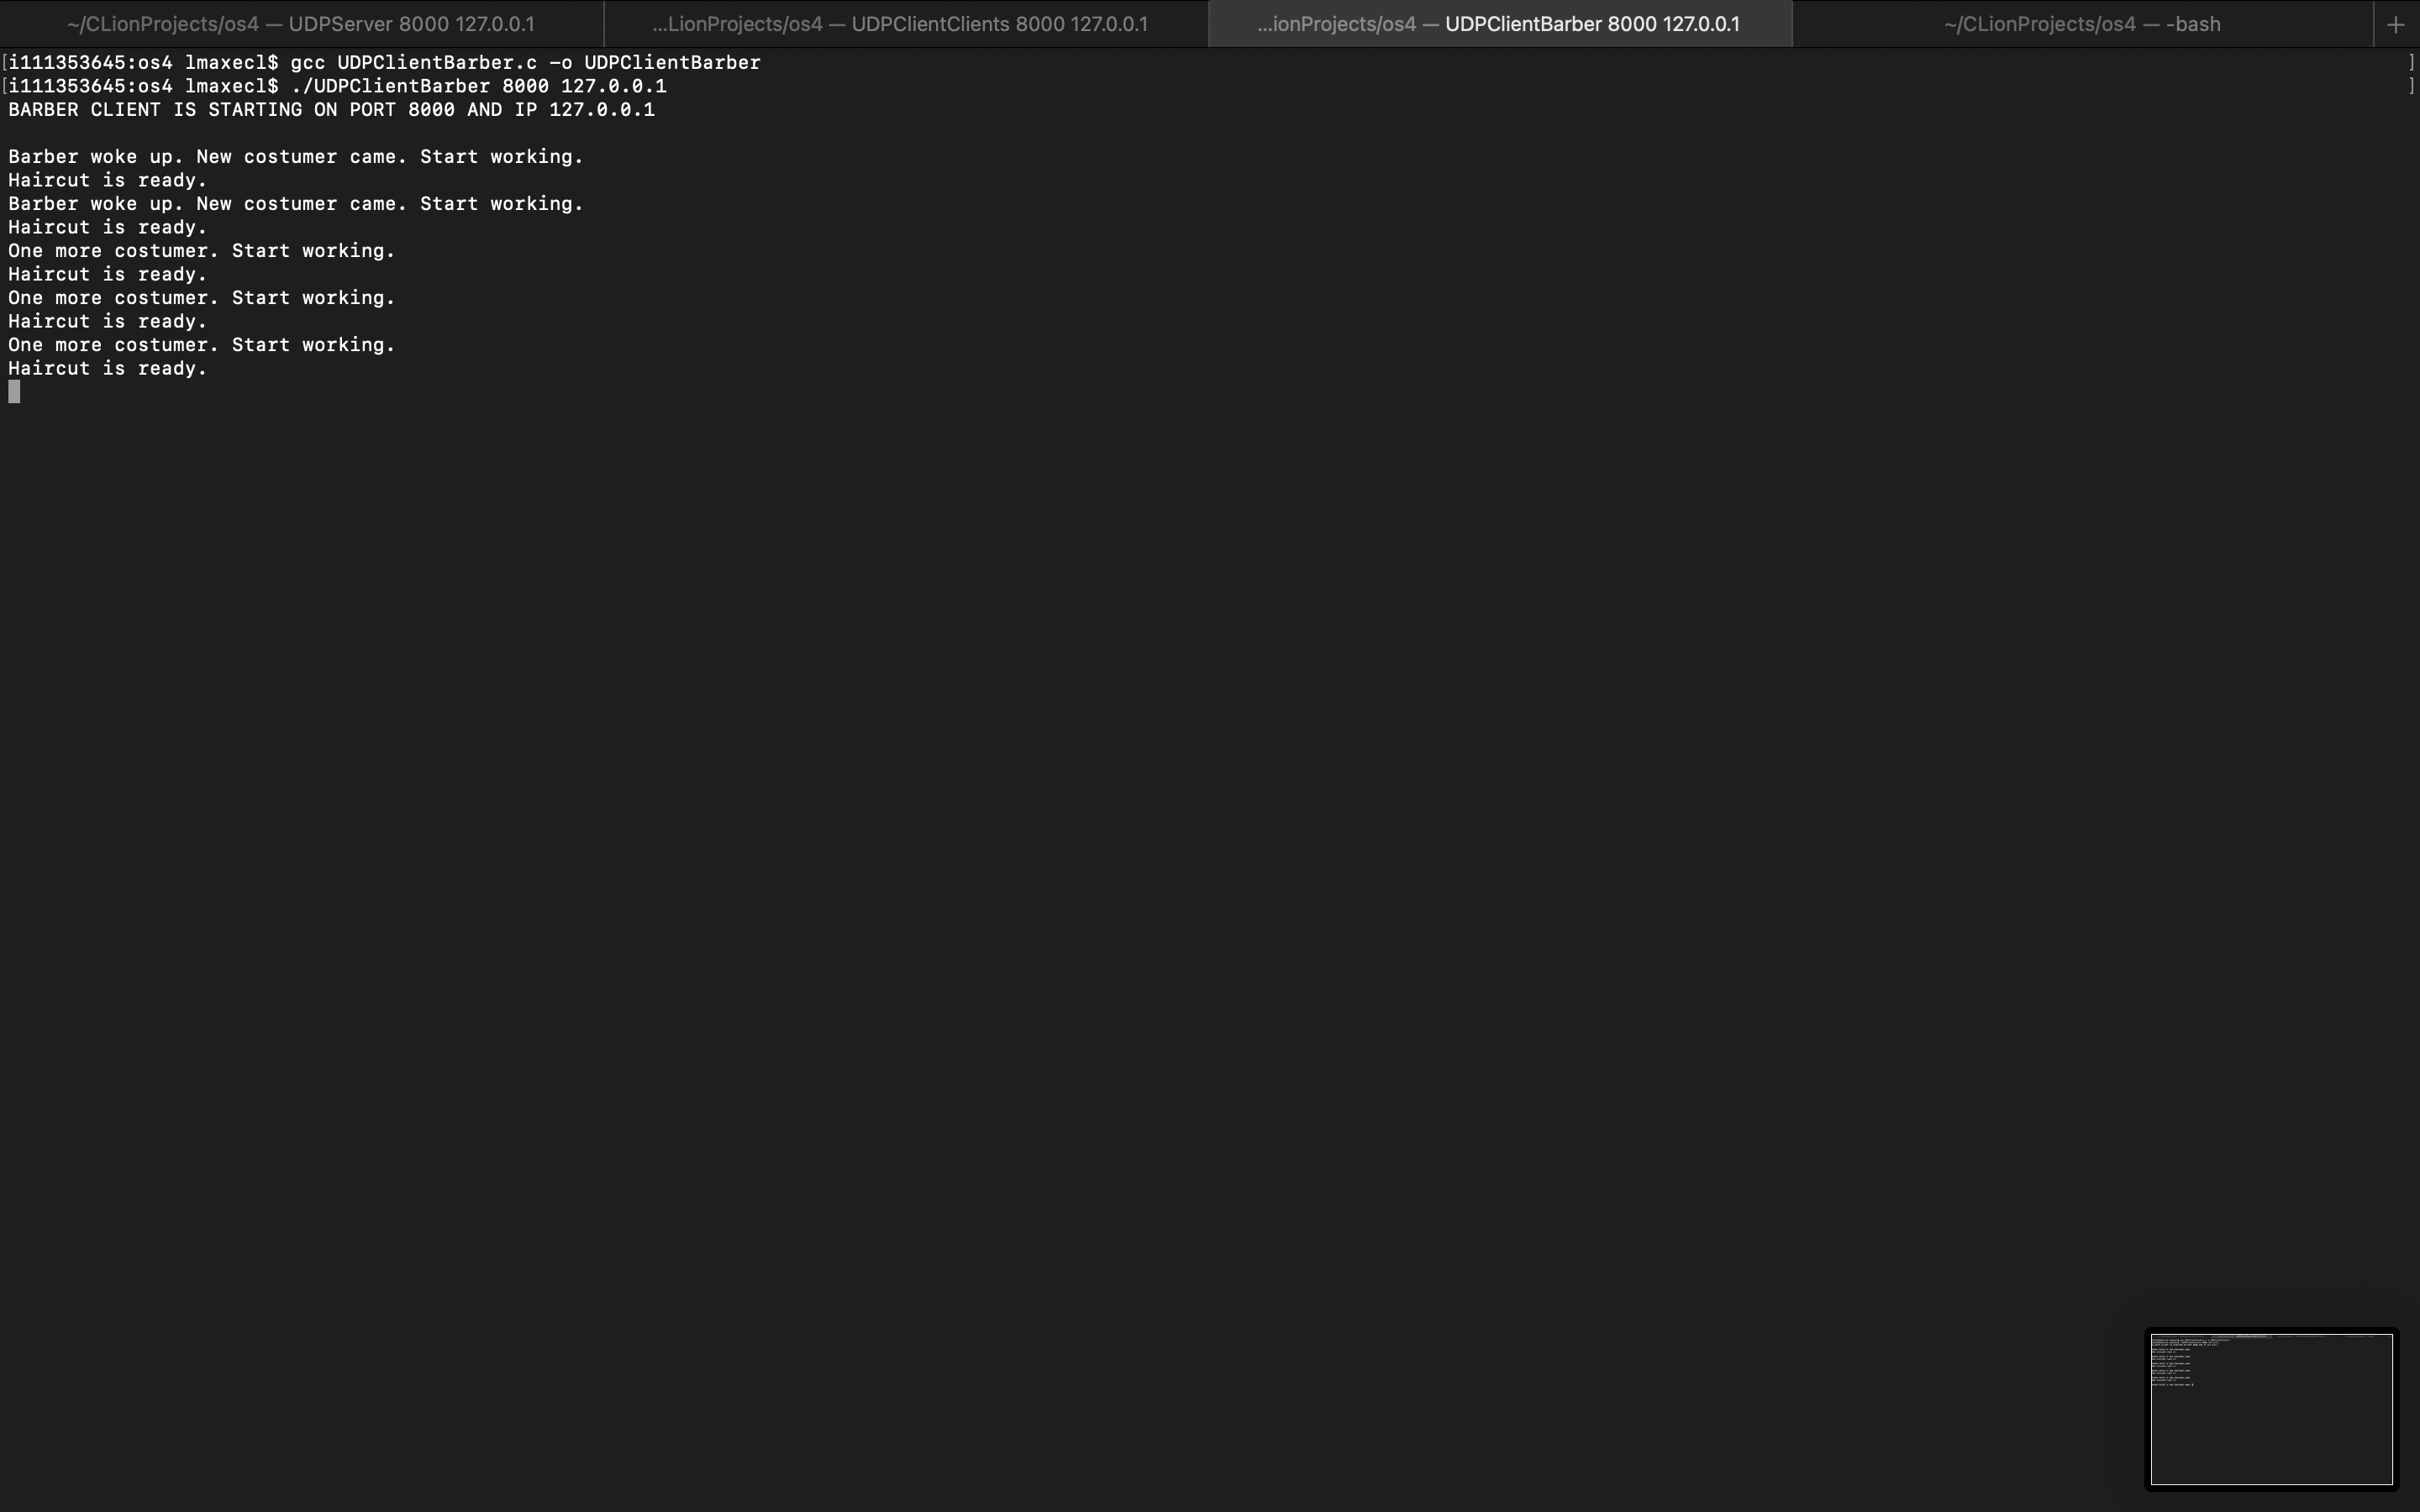 ~/CLionProjects/os4 — UDPServer 8000 127.0.0.1
...LionProjects/os4 — UDPClientClients 8000 127.0.0.1
...ionProjects/os4 — UDPClientBarber 8000 127.0.0.1
~/CLionProjects/os4 — -bash
+
[i111353645:os4 lmaxecl$ gcc UDPClientBarber.c -o UDPClientBarber ]
[i111353645:os4 lmaxecl$ ./UDPClientBarber 8000 127.0.0.1 ]
BARBER CLIENT IS STARTING ON PORT 8000 AND IP 127.0.0.1
Barber woke up. New costumer came. Start working.
Haircut is ready.
Barber woke up. New costumer came. Start working.
Haircut is ready.
One more costumer. Start working.
Haircut is ready.
One more costumer. Start working.
Haircut is ready.
One more costumer. Start working.
Haircut is ready.